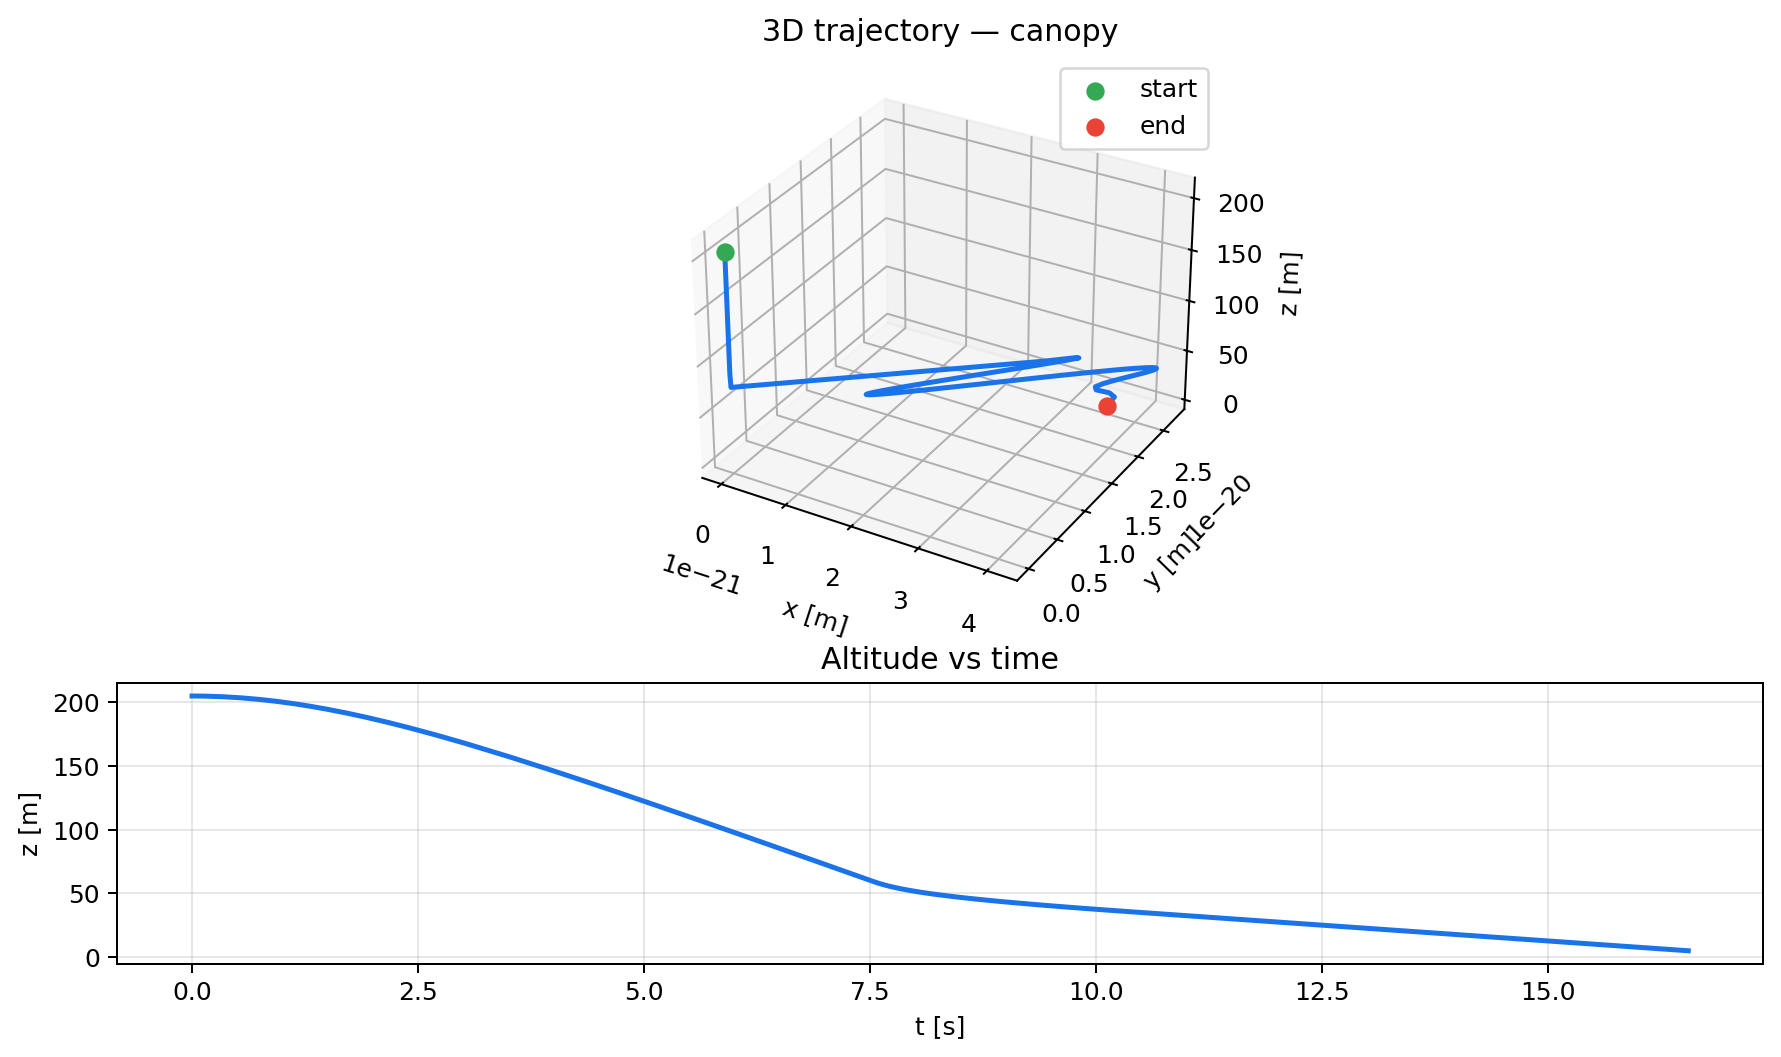 3D trajectory — canopy
start
end
200
150
100
50
0
z [m]
2.5
2.0
1.5
1.0
0.5
0.0
1e−20
y [m]
0
1
2
3
4
1e−21
x [m]
Altitude vs time
200
150
100
50
0
z [m]
0.0 2.5 5.0 7.5 10.0 12.5 15.0
t [s]